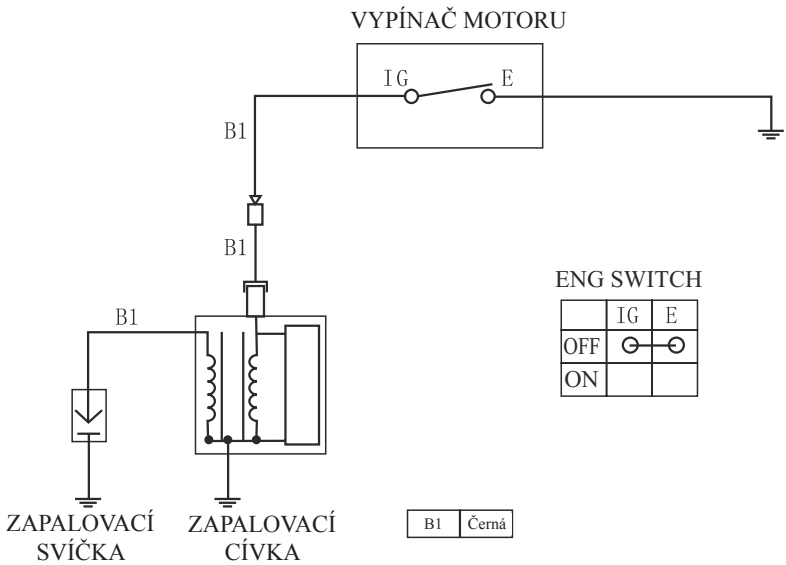 VYPÍNAČ MOTORU
IG E
B1
B1
ENG SWITCH
IG E
B1
OFF
ON
ZAPALOVACÍ
SVÍČKA
ZAPALOVACÍ
CÍVKA
B1 Černá